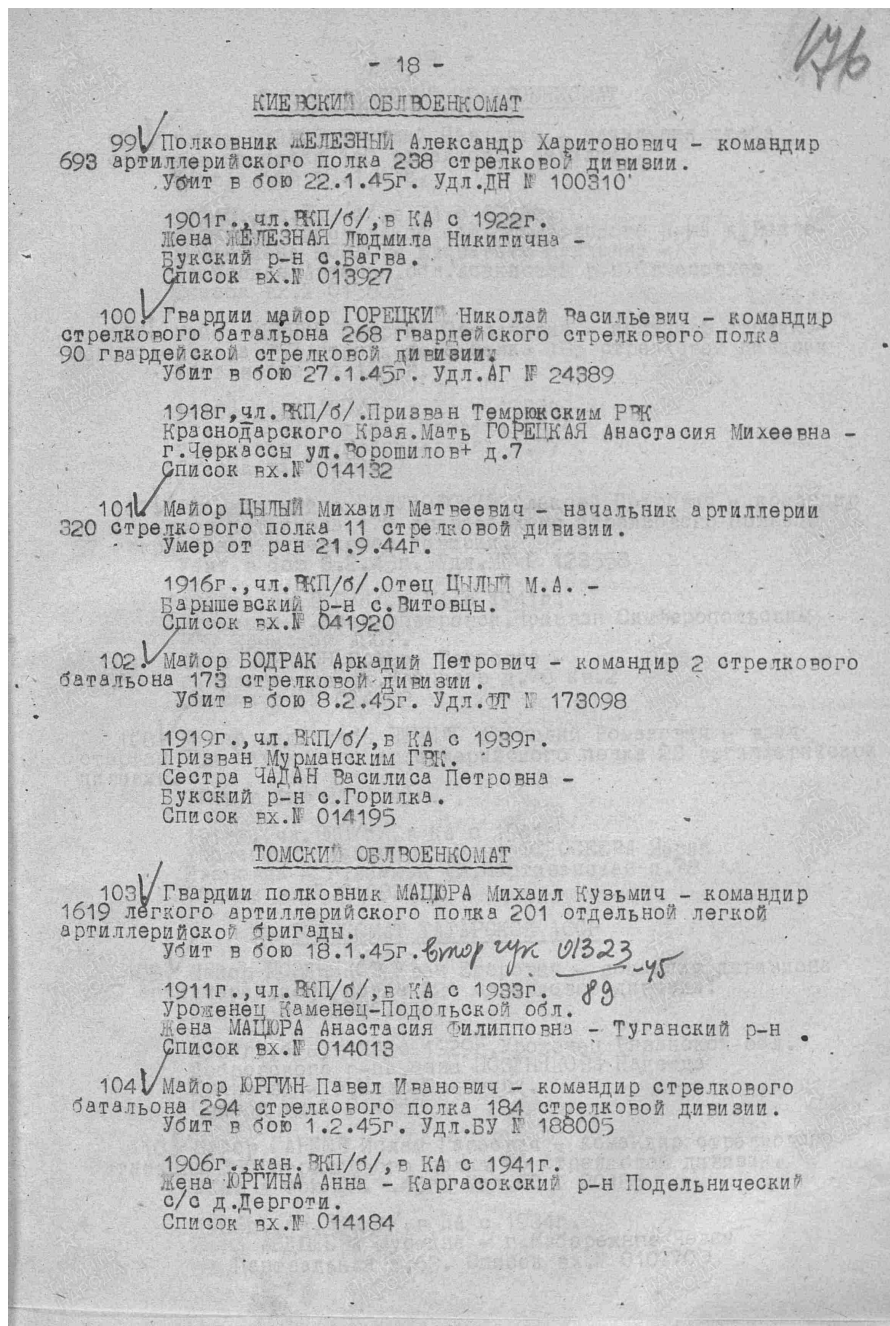 176
- 18 -
КИЕВСКИЙ ОБЛВОЕНКОМАТ
99. Полковник ЖЕЛЕЗНЫЙ Александр Харитонович - командир
693 артиллерийского полка 238 стрелковой дивизии.
Убит в бою 22.1.45г. Удл.ДН № 100310
1901г.,чл.ВКП/б/,в КА с 1922г.
Жена ЖЕЛЕЗНАЯ Людмила Никитична -
Букский р-н с.Багва.
Список вх.№ 013927
100. Гвардии майор ГОРЕЦКИЙ Николай Васильевич - командир
стрелкового батальона 268 гвардейского стрелкового полка
90 гвардейской стрелковой дивизии.
Убит в бою 27.1.45г. Удл.АГ № 24389
1918г,чл.ВКП/б/.Призван Темрюкским РВК
Краснодарского Края.Мать ГОРЕЦКАЯ Анастасия Михеевна -
г.Черкассы ул.Ворошилов+ д.7
Список вх.№ 014132
101. Майор ЦЫЛЫЙ Михаил Матвеевич - начальник артиллерии
320 стрелкового полка 11 стрелковой дивизии.
Умер от ран 21.9.44г.
1916г.,чл.ВКП/б/.Отец ЦЫЛЫЙ М.А. -
Барышевский р-н с.Витовцы.
Список вх.№ 041920
102. Майор БОДРАК Аркадий Петрович - командир 2 стрелкового
батальона 173 стрелковой дивизии.
Убит в бою 8.2.45г. Удл.ФТ № 173098
1919г.,чл.ВКП/б/,в КА с 1939г.
Призван Мурманским ГВК.
Сестра ЧАДАН Василиса Петровна -
Букский р-н с.Горилка.
Список вх.№ 014195
ТОМСКИЙ ОБЛВОЕНКОМАТ
103. Гвардии полковник МАЦЮРА Михаил Кузьмич - командир
1619 легкого артиллерийского полка 201 отдельной легкой
артиллерийской бригады.
Убит в бою 18.1.45г. втор гук 01323
-45
1911г.,чл.ВКП/б/,в КА с 1933г. 89
Уроженец Каменец-Подольской обл.
Жена МАЦЮРА Анастасия Филипповна - Туганский р-н
Список вх.№ 014013
104. Майор ЮРГИН Павел Иванович - командир стрелкового
батальона 294 стрелкового полка 184 стрелковой дивизии.
Убит в бою 1.2.45г. Удл.БУ № 188005
1906г.,кан.ВКП/б/,в КА с 1941г.
Жена ЮРГИНА Анна - Каргасокский р-н Подельнический
с/с д.Дерготи.
Список вх.№ 014184